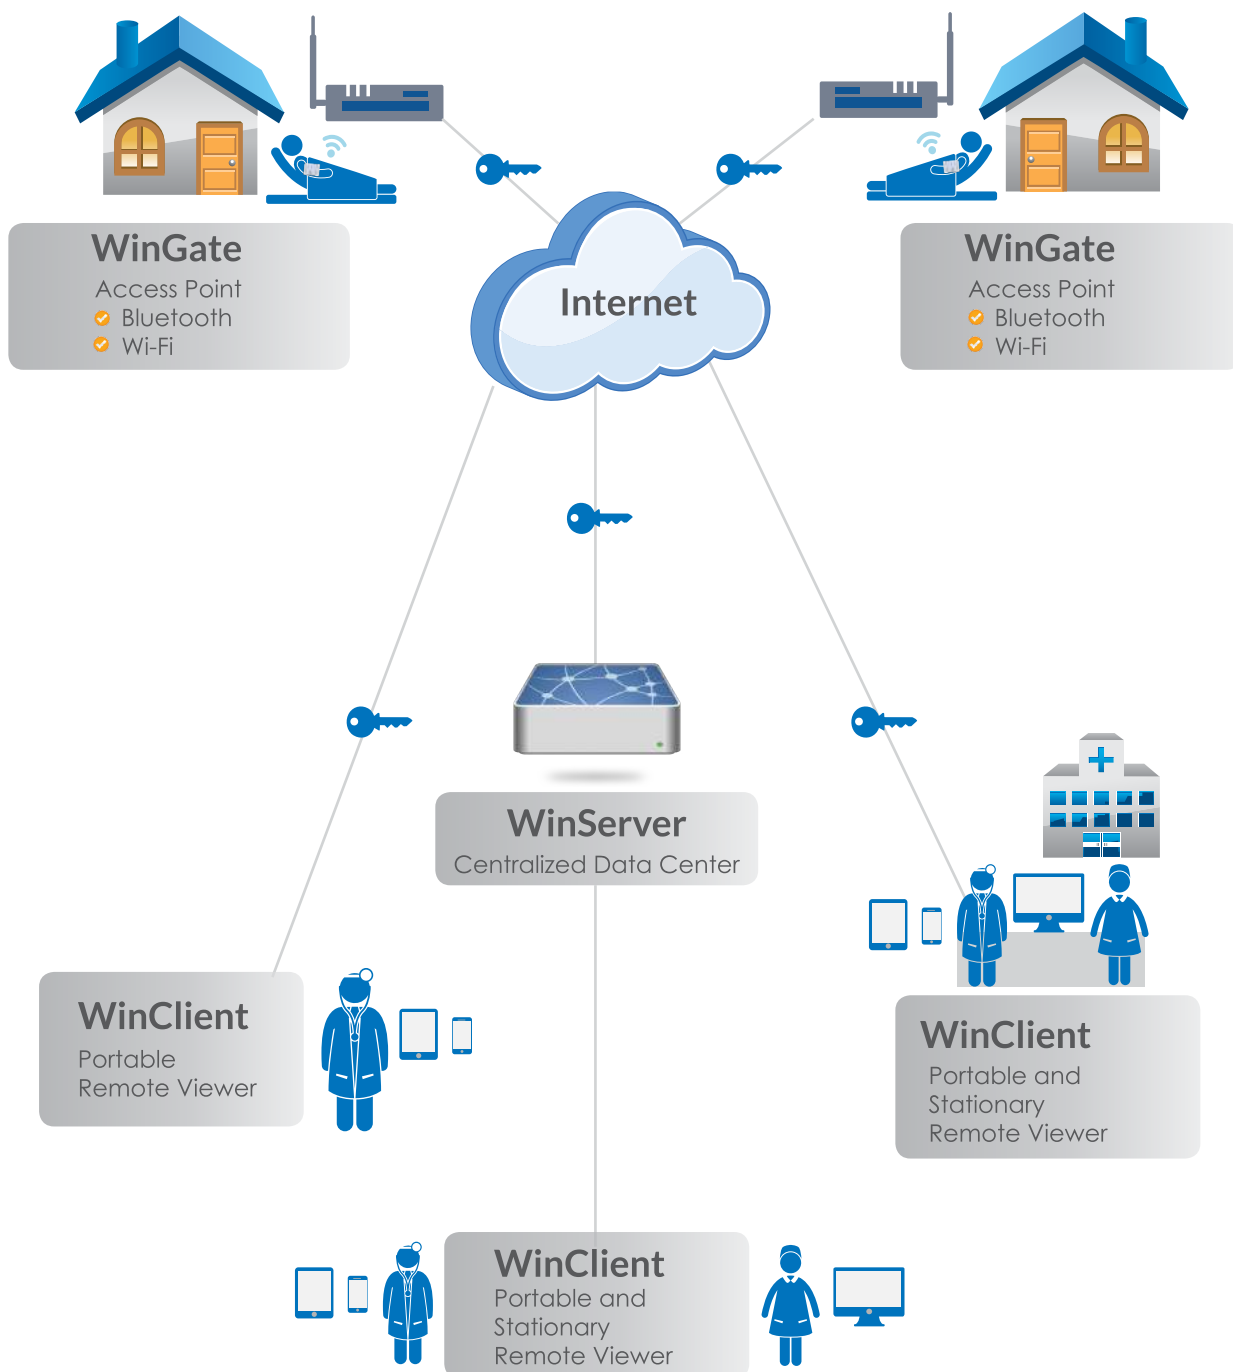 WinGate
Access Point
Bluetooth
Wi-Fi
WinGate
Access Point
Bluetooth
Wi-Fi
Internet
WinServer
Centralized Data Center
WinClient
Portable
Remote Viewer
WinClient
Portable and
Stationary
Remote Viewer
WinClient
Portable and
Stationary
Remote Viewer